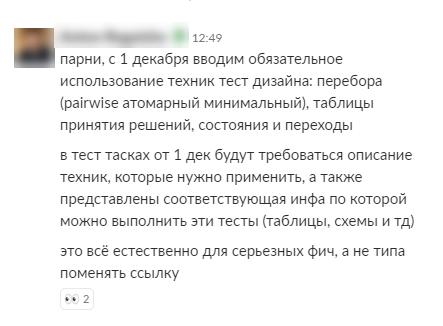 12:49
парни, с 1 декабря вводим обязательное
использование техник тест дизайна: перебора
(pairwise атомарный минимальный), таблицы
принятия решений, состояния и переходы
в тест тасках от 1 дек будут требоваться описание
техник, которые нужно применить, а также
представлены соответствующая инфа по которой
можно выполнить эти тесты (таблицы, схемы и тд)
это всё естественно для серьезных фич, а не типа
поменять ссылку
2